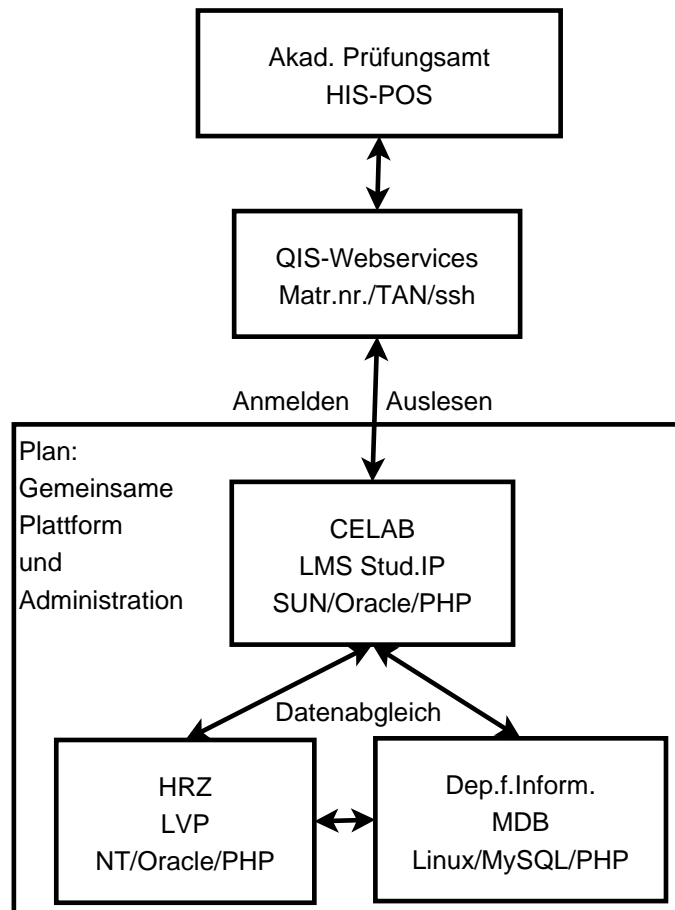 Akad. Prüfungsamt
HIS-POS
QIS-Webservices
Matr.nr./TAN/ssh
Anmelden Auslesen
Plan:
Gemeinsame
Plattform
und
Administration
CELAB
LMS Stud.IP
SUN/Oracle/PHP
Datenabgleich
HRZ
LVP
NT/Oracle/PHP
Dep.f.Inform.
MDB
Linux/MySQL/PHP